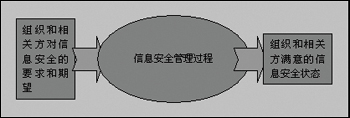 组织和相
关方对信
息安全的
要求和期
望
信息安全管理过程
组织和相关
方满意的信
息安全状态